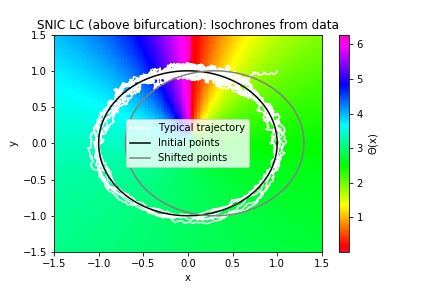 SNIC LC (above bifurcation): Isochrones from data
1.5
1.0
0.5
0.0
−0.5
−1.0
−1.5
y
Typical trajectory
Initial points
Shifted points
−1.5 −1.0 −0.5 0.0 0.5 1.0 1.5
x
6
5
4
3
2
1
Θ(x)